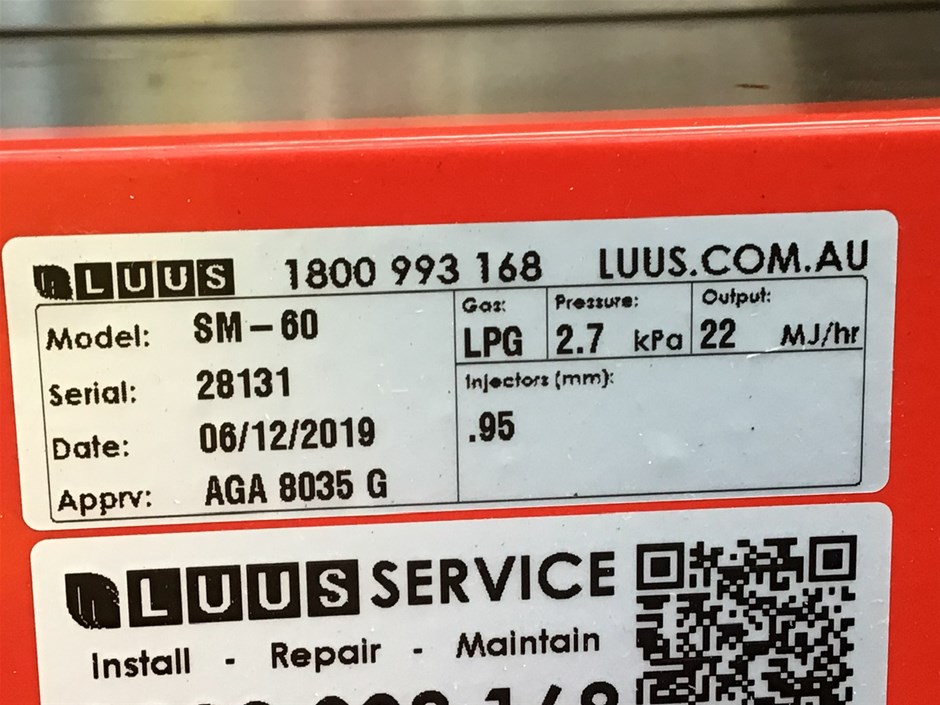 LUUS 1800 993 168 LUUS.COM.AU
Model: SM-60
Serial: 28131
Date: 06/12/2019
Apprv: AGA 8035 G
Gas: Pressure: Output:
LPG 2.7 kPa 22 MJ/hr
Injectors (mm):
.95
LUUS SERVICE
Install - Repair - Maintain